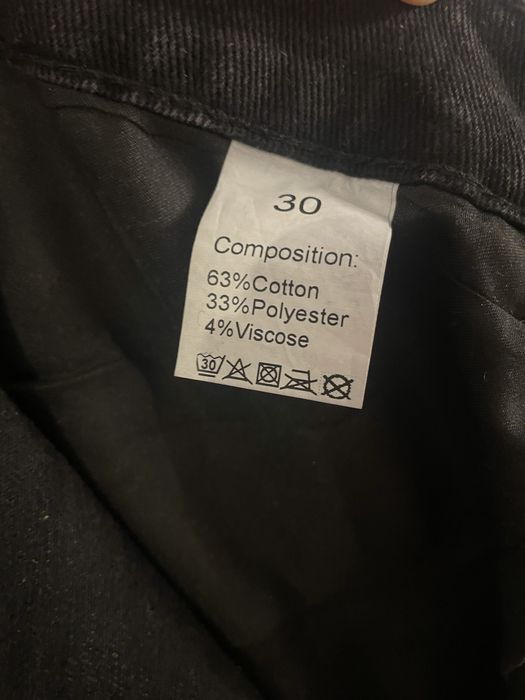 30
Composition:
63%Cotton
33%Polyester
4%Viscose
30